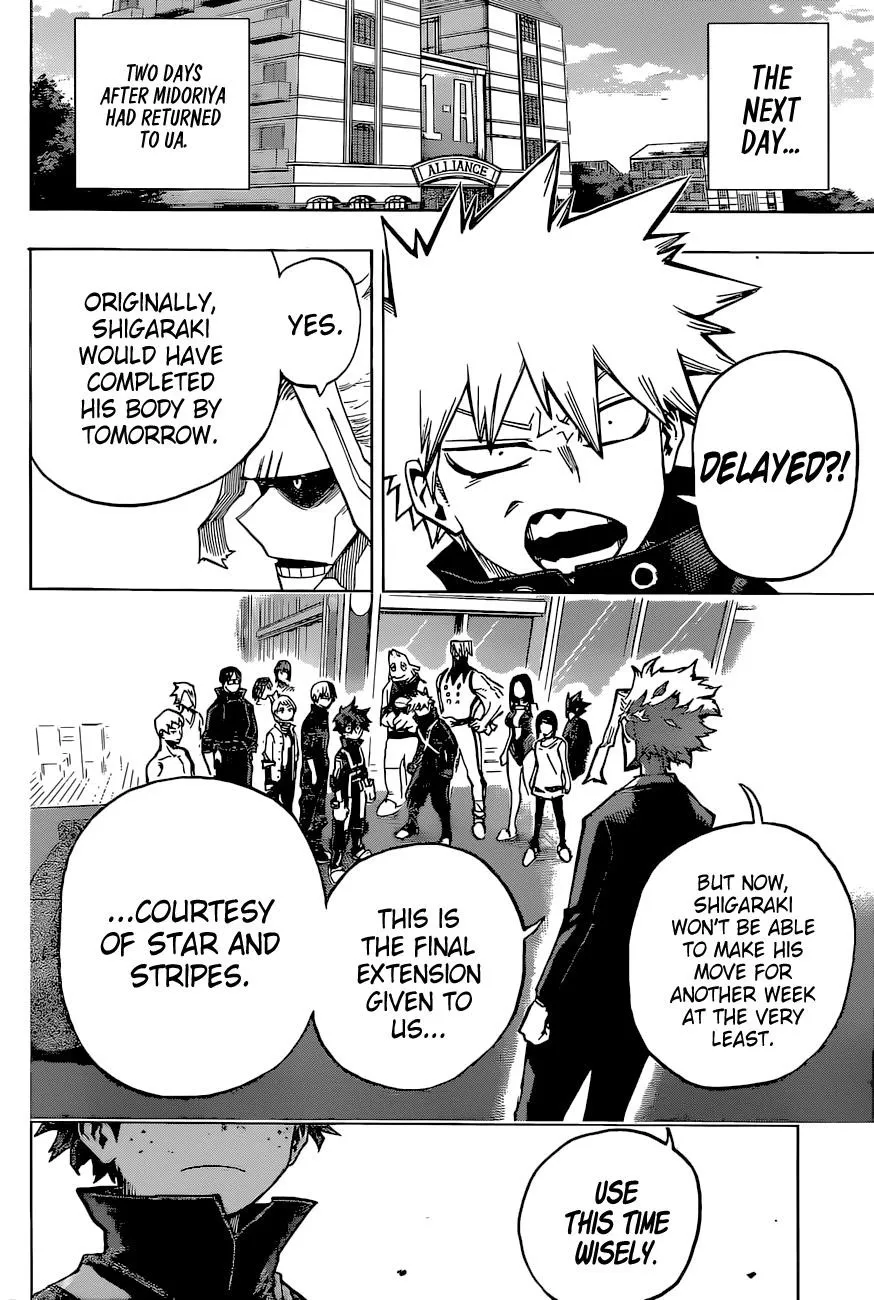 THE
NEXT
DAY...
TWO DAYS
AFTER MIDORIYA
HAD RETURNED
TO UA.
1-A
ALLIANCE
DELAYED?!
YES.
ORIGINALLY,
SHIGARAKI
WOULD HAVE
COMPLETED
HIS BODY BY
TOMORROW.
BUT NOW,
SHIGARAKI
WON'T BE ABLE
TO MAKE HIS
MOVE FOR
ANOTHER WEEK
AT THE VERY
LEAST.
THIS IS
THE FINAL
EXTENSION
GIVEN TO
US...
...COURTESY
OF STAR AND
STRIPES.
USE
THIS TIME
WISELY.